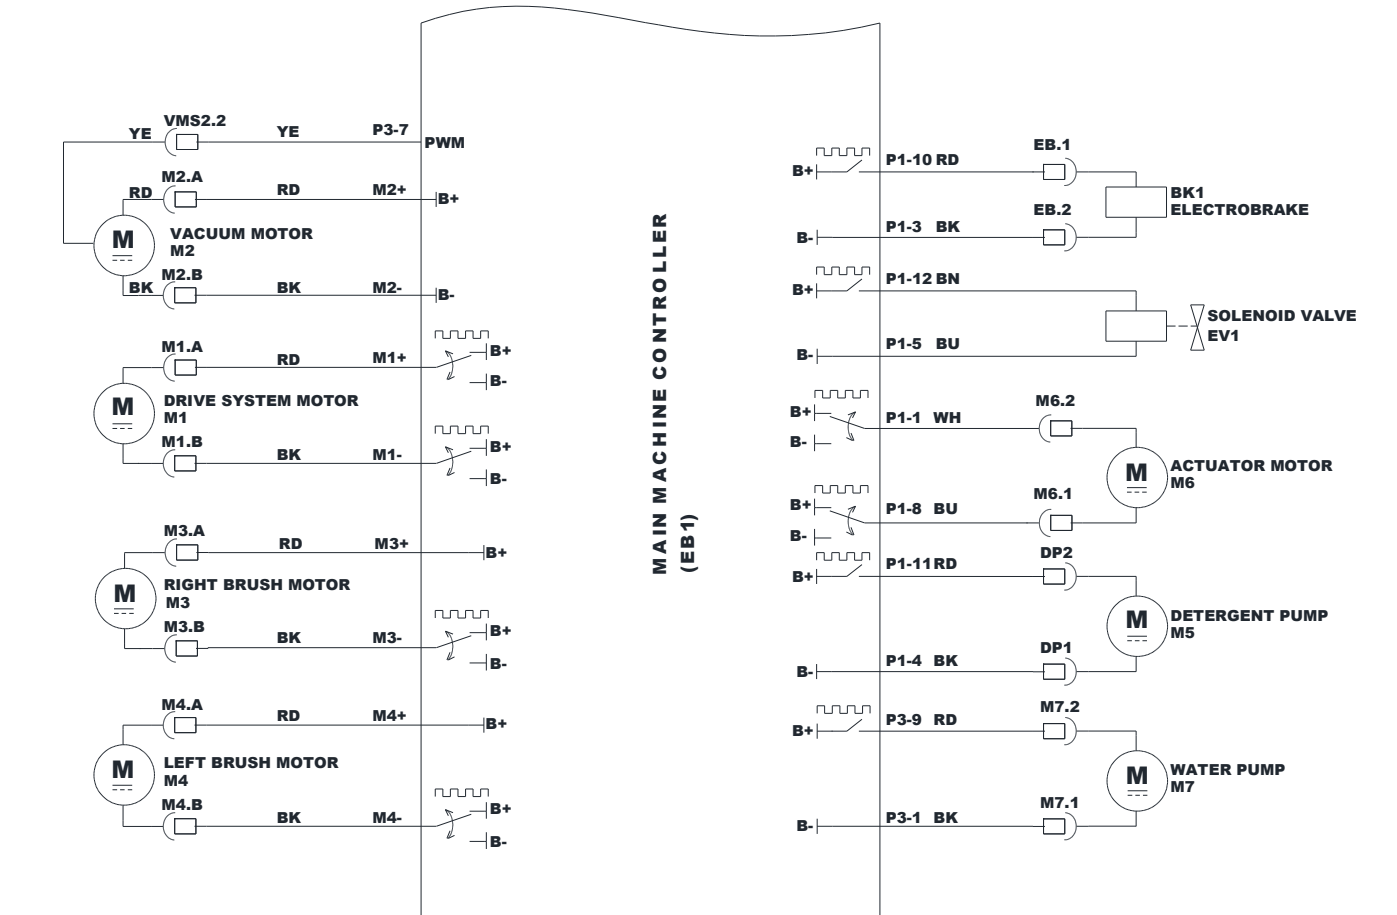 VMS2.2
YE
YE
P3-7
PWM
M2.A
RD
RD
M2+
B+
M
VACUUM MOTOR
M2
M2.B
BK
BK
M2-
B-
M1.A
RD
M1+
B+
B-
M
DRIVE SYSTEM MOTOR
M1
M1.B
BK
M1-
B+
B-
M3.A
RD
M3+
B+
M
RIGHT BRUSH MOTOR
M3
M3.B
BK
M3-
B+
B-
M4.A
RD
M4+
B+
M
LEFT BRUSH MOTOR
M4
M4.B
BK
M4-
B+
B-
MAIN MACHINE CONTROLLER
(EB1)
B+
P1-10 RD
EB.1
BK1
ELECTROBRAKE
B-
P1-3 BK
EB.2
B+
P1-12 BN
SOLENOID VALVE
EV1
B-
P1-5 BU
B+
B-
P1-1 WH
M6.2
M
ACTUATOR MOTOR
M6
B+
B-
P1-8 BU
M6.1
B+
P1-11 RD
DP2
M
DETERGENT PUMP
M5
B-
P1-4 BK
DP1
B+
P3-9 RD
M7.2
M
WATER PUMP
M7
B-
P3-1 BK
M7.1